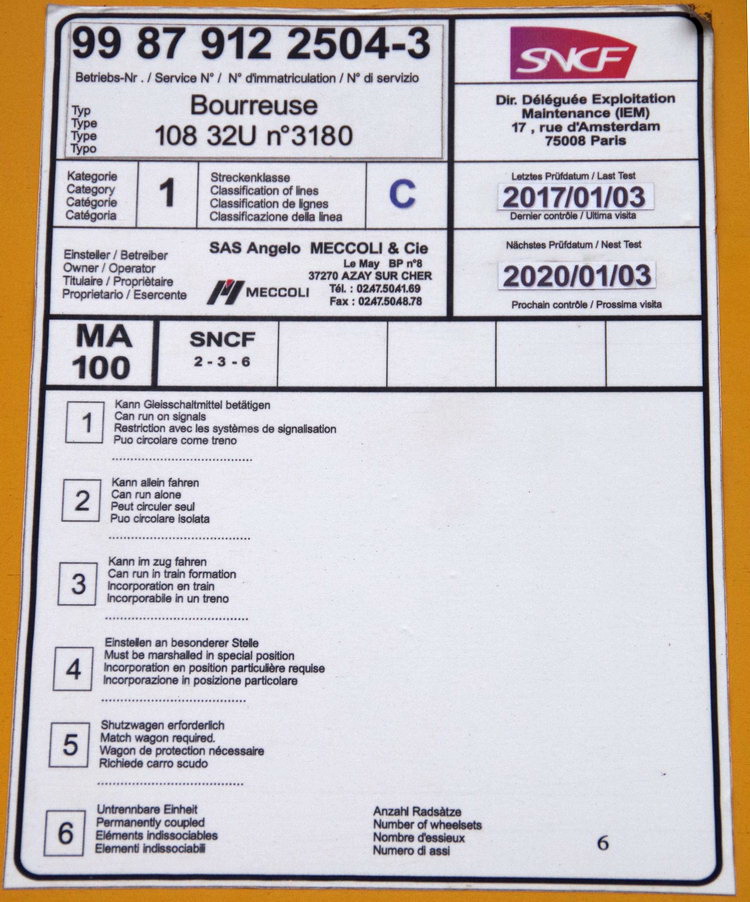 99 87 912 2504-3
Betriebs-Nr . / Service N° / N° d'immatriculation / N° di servizio
Typ
Type
Type
Typo
Bourreuse
108 32U n°3180
SNCF
Dir. Déléguée Exploitation
Maintenance (IEM)
17 , rue d'Amsterdam
75008 Paris
Kategorie
Category
Catégorie
Catégoria
1
Streckenklasse
Classification of lines
Classification de lignes
Classificazione della linea
C
Letztes Prüfdatum / Last Test
2017/01/03
Dernier contrôle / Ultima visita
Einsteller / Betreiber
Owner / Operator
Titulaire / Propriètaire
Proprietario / Esercente
SAS Angelo MECCOLI & Cie
Le May BP n°8
37270 AZAY SUR CHER
Tél. : 02.47.50.41.69
Fax : 02.47.50.48.78
MECCOLI
Nächstes Prüfdatum / Nest Test
2020/01/03
Prochain contrôle / Prossima visita
MA
100
SNCF
2 - 3 - 6
1
Kann Gleisschaltmittel betätigen
Can run on signals
Restriction avec les systèmes de signalisation
Puo circolare come treno
2
Kann allein fahren
Can run alone
Peut circuler seul
Puo circolare isolata
3
Kann im zug fahren
Can run in train formation
Incorporation en train
Incorporabile in un treno
4
Einstellen an besonderer Stelle
Must be marshalled in special position
Incorporation en position particulière requise
Incorporazione in posizione particolare
5
Shutzwagen erforderlich
Match wagon required.
Wagon de protection nécessaire
Richiede carro scudo
6
Untrennbare Einheit
Permanently coupled
Eléments indissociables
Elementi indissociabili
Anzahl Radsätze
Number of wheelsets
Nombre d'essieux
Numero di assi
6